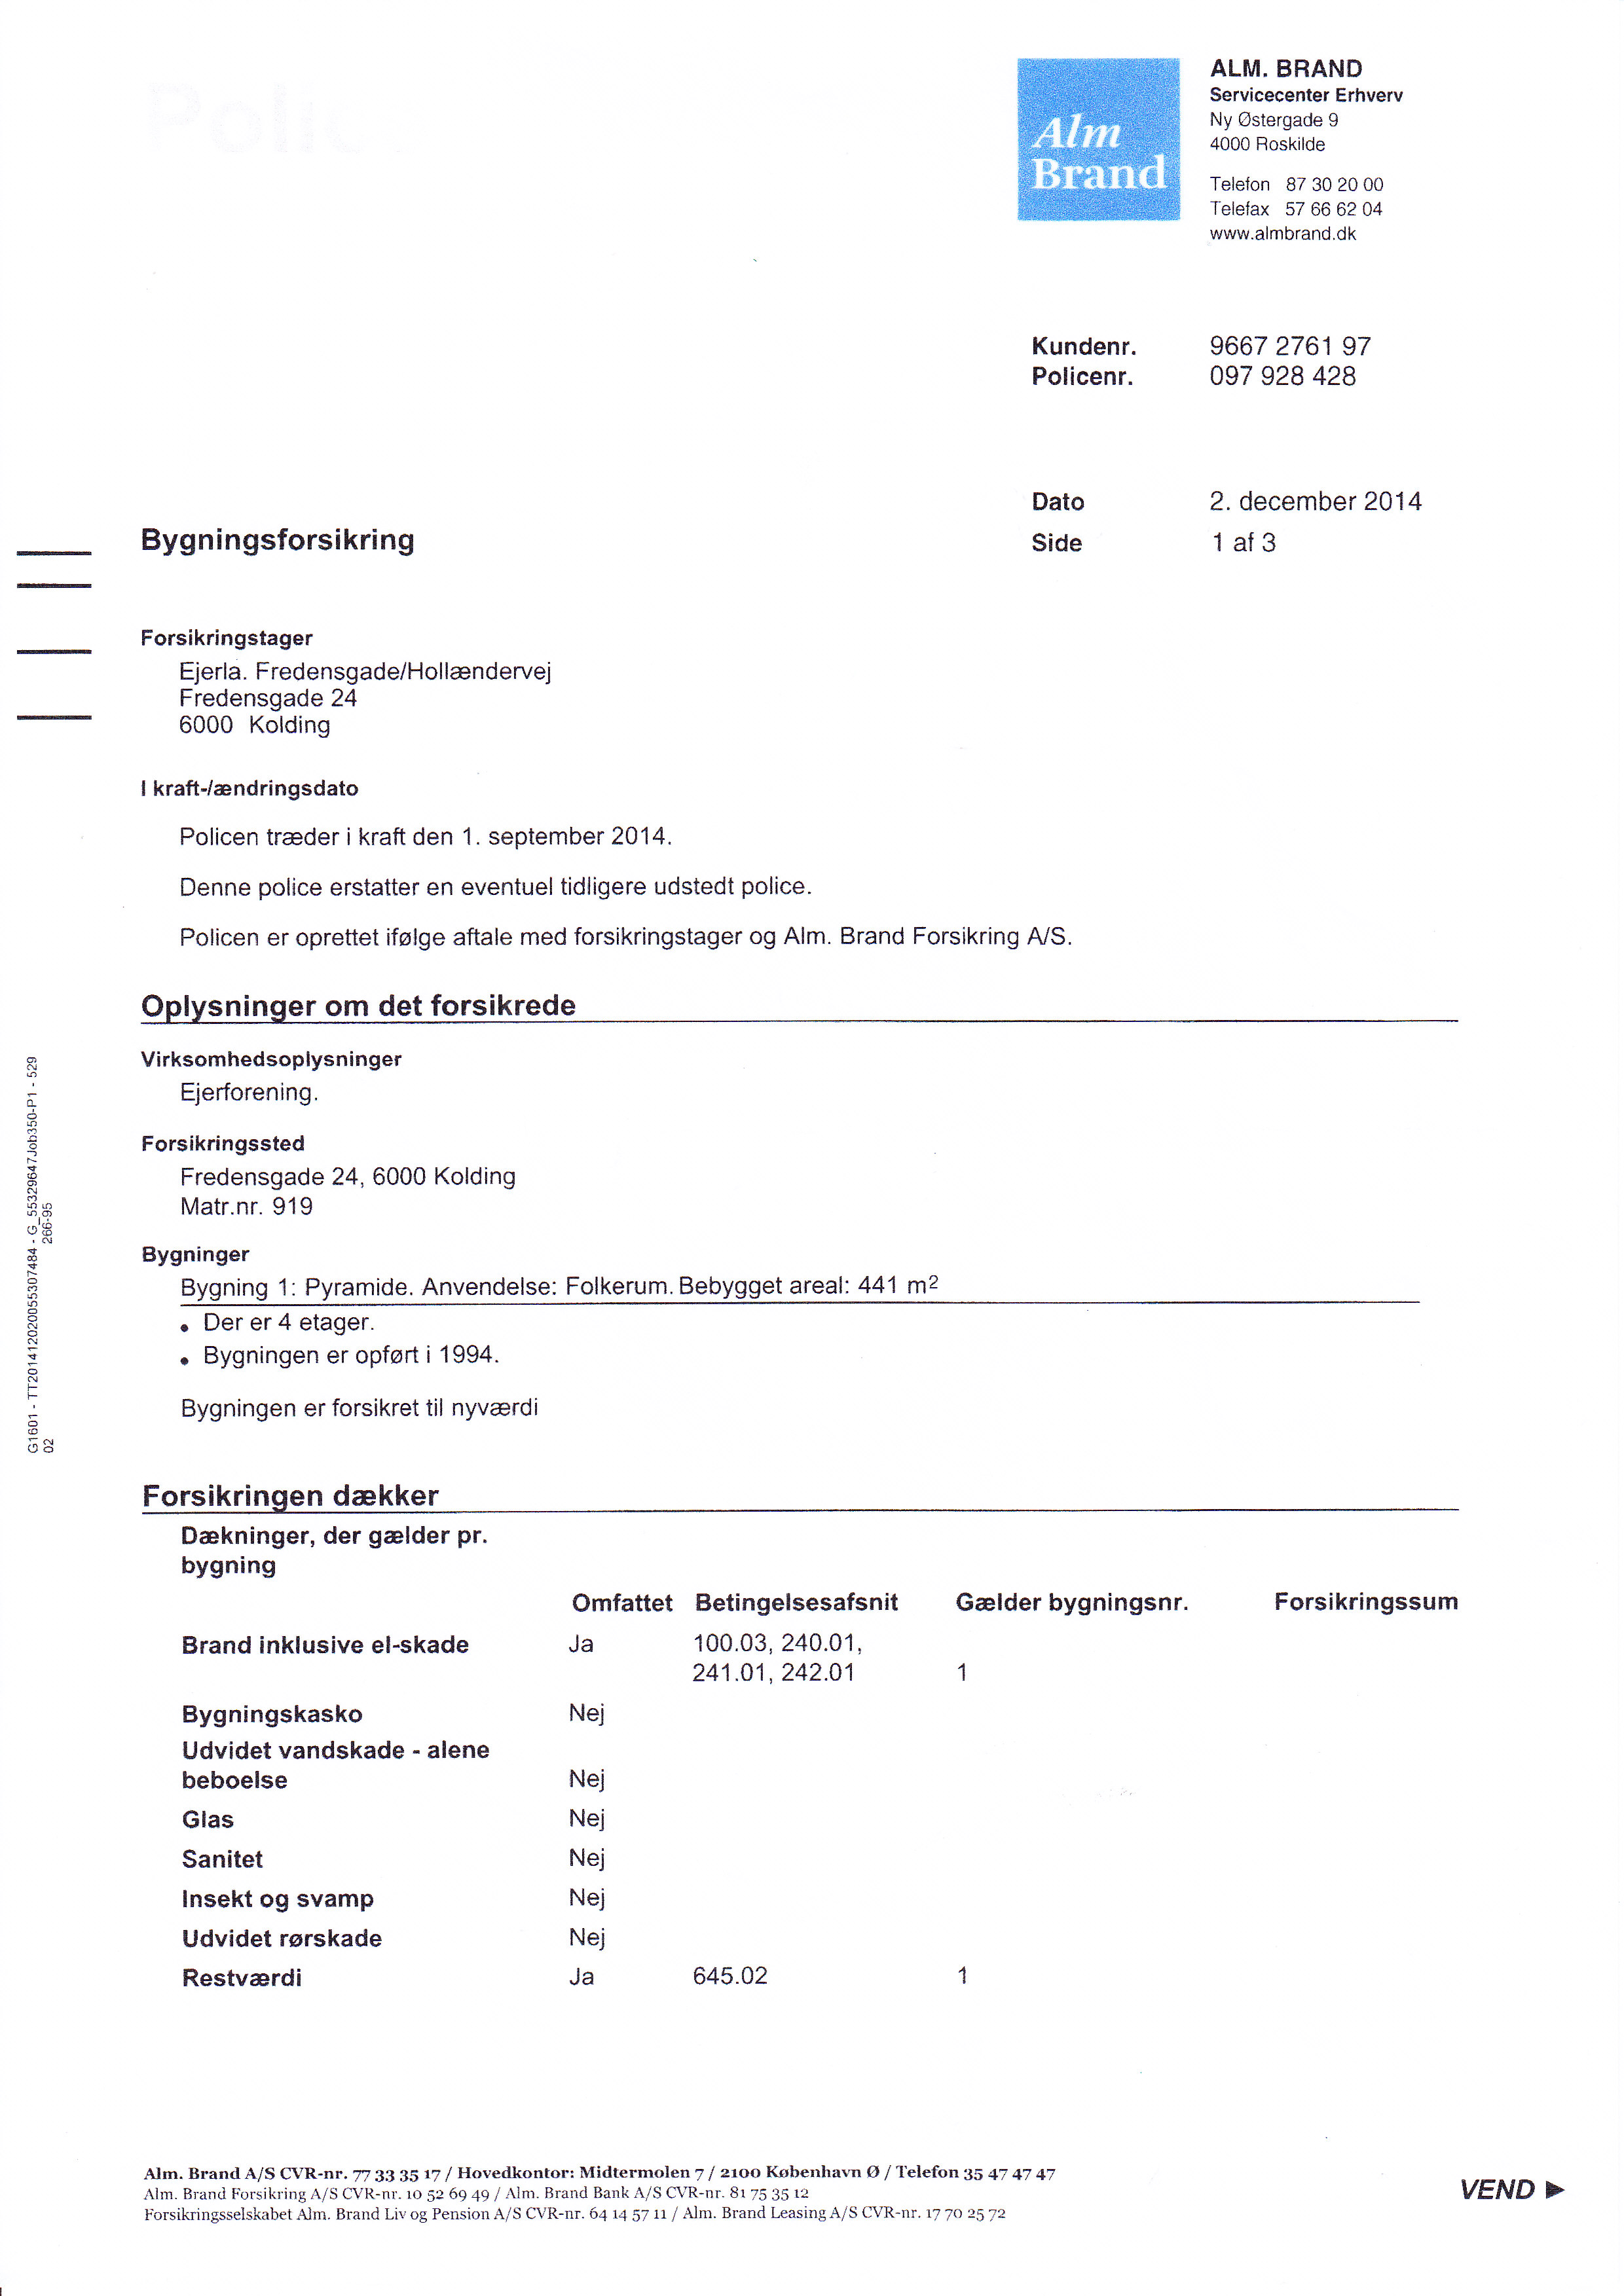 Police
Alm
Brand
ALM. BRAND
Servicecenter Erhverv
Ny Østergade 9
4000 Roskilde
Telefon 87 30 20 00
Telefax 57 66 62 04
www.almbrand.dk
Kundenr. 9667 2761 97
Policenr. 097 928 428
Dato 2. december 2014
Bygningsforsikring
Side 1 af 3
Forsikringstager
Ejerla. Fredensgade/Hollændervej
Fredensgade 24
6000 Kolding
I kraft-/ændringsdato
Policen træder i kraft den 1. september 2014.
Denne police erstatter en eventuel tidligere udstedt police.
Policen er oprettet ifølge aftale med forsikringstager og Alm. Brand Forsikring A/S.
Oplysninger om det forsikrede
Virksomhedsoplysninger
Ejerforening.
Forsikringssted
Fredensgade 24, 6000 Kolding
Matr.nr. 919
Bygninger
Bygning 1: Pyramide. Anvendelse: Folkerum. Bebygget areal: 441 m²
• Der er 4 etager.
• Bygningen er opført i 1994.
Bygningen er forsikret til nyværdi
Forsikringen dækker
Dækninger, der gælder pr.
bygning
Omfattet Betingelsesafsnit Gælder bygningsnr. Forsikringssum
Brand inklusive el-skade Ja 100.03, 240.01,
241.01, 242.01 1
Bygningskasko Nej
Udvidet vandskade - alene
beboelse Nej
Glas Nej
Sanitet Nej
Insekt og svamp Nej
Udvidet rørskade Nej
Restværdi Ja 645.02 1
G1601 - TT201412020055307484 - G_55329647Job350-P1 - 529
02 266-95
Alm. Brand A/S CVR-nr. 77 33 35 17 / Hovedkontor: Midtermolen 7 / 2100 København Ø / Telefon 35 47 47 47
Alm. Brand Forsikring A/S CVR-nr. 10 52 69 49 / Alm. Brand Bank A/S CVR-nr. 81 75 35 12
Forsikringsselskabet Alm. Brand Liv og Pension A/S CVR-nr. 64 14 57 11 / Alm. Brand Leasing A/S CVR-nr. 17 70 25 72
VEND ►